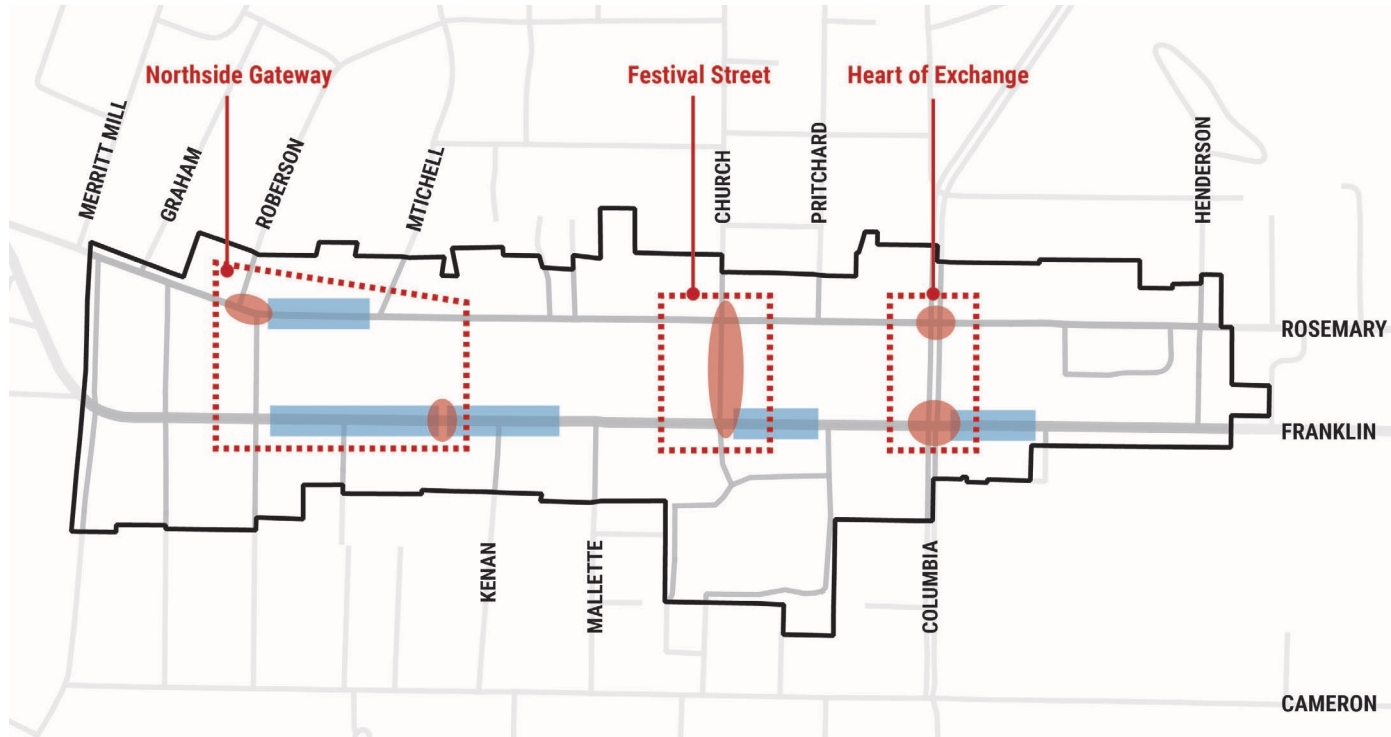 Northside Gateway
Festival Street
Heart of Exchange
MERRITT MILL
GRAHAM
ROBERSON
MTICHELL
CHURCH
PRITCHARD
HENDERSON
ROSEMARY
FRANKLIN
KENAN
MALLETTE
COLUMBIA
CAMERON